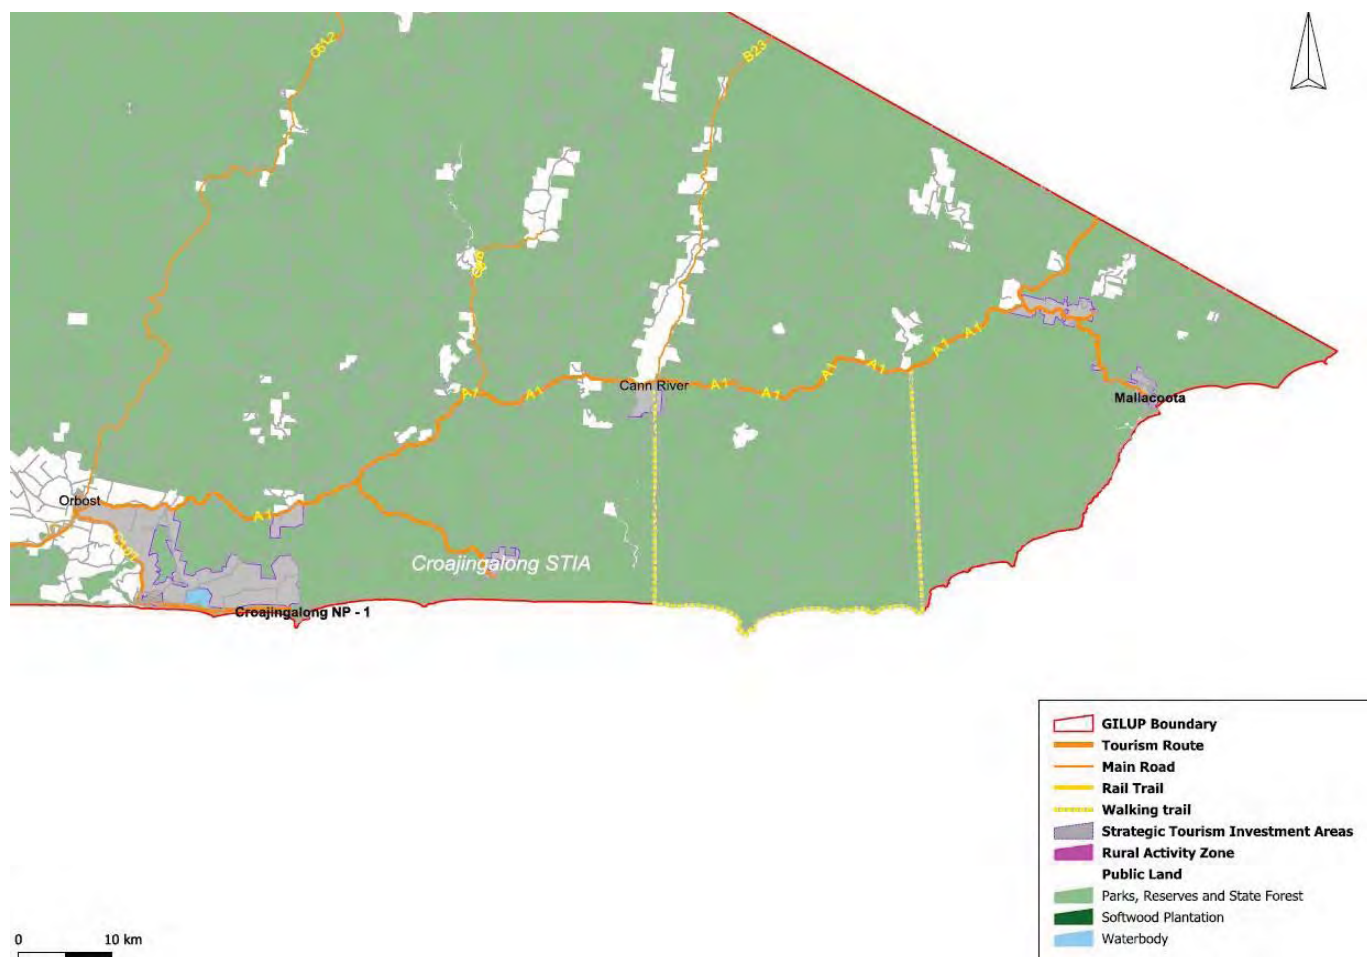 C612
B23
A1
A1
A1
A1
A1
A1
A1
A1
A1
Cann River
Mallacoota
Orbost
A1
Croajingalong STIA
Croajingalong NP - 1
GILUP Boundary
Tourism Route
Main Road
Rail Trail
Walking trail
Strategic Tourism Investment Areas
Rural Activity Zone
Public Land
Parks, Reserves and State Forest
Softwood Plantation
Waterbody
0 10 km